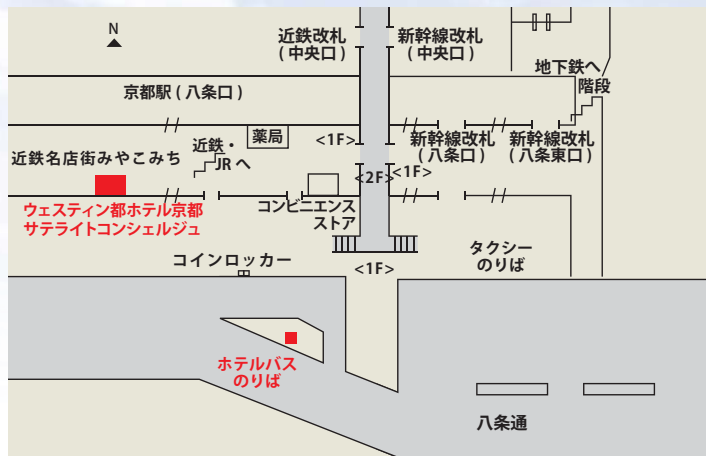 N
近鉄改札
(中央口)
新幹線改札
(中央口)
地下鉄へ
階段
京都駅(八条口)
薬局
<1F>
新幹線改札
(八条口)
新幹線改札
(八条東口)
近鉄・
JRへ
近鉄名店街みやこみち
<2F>
<1F>
ウェスティン都ホテル京都
サテライトコンシェルジュ
コンビニエンス
ストア
タクシー
のりば
コインロッカー
<1F>
ホテルバス
のりば
八条通